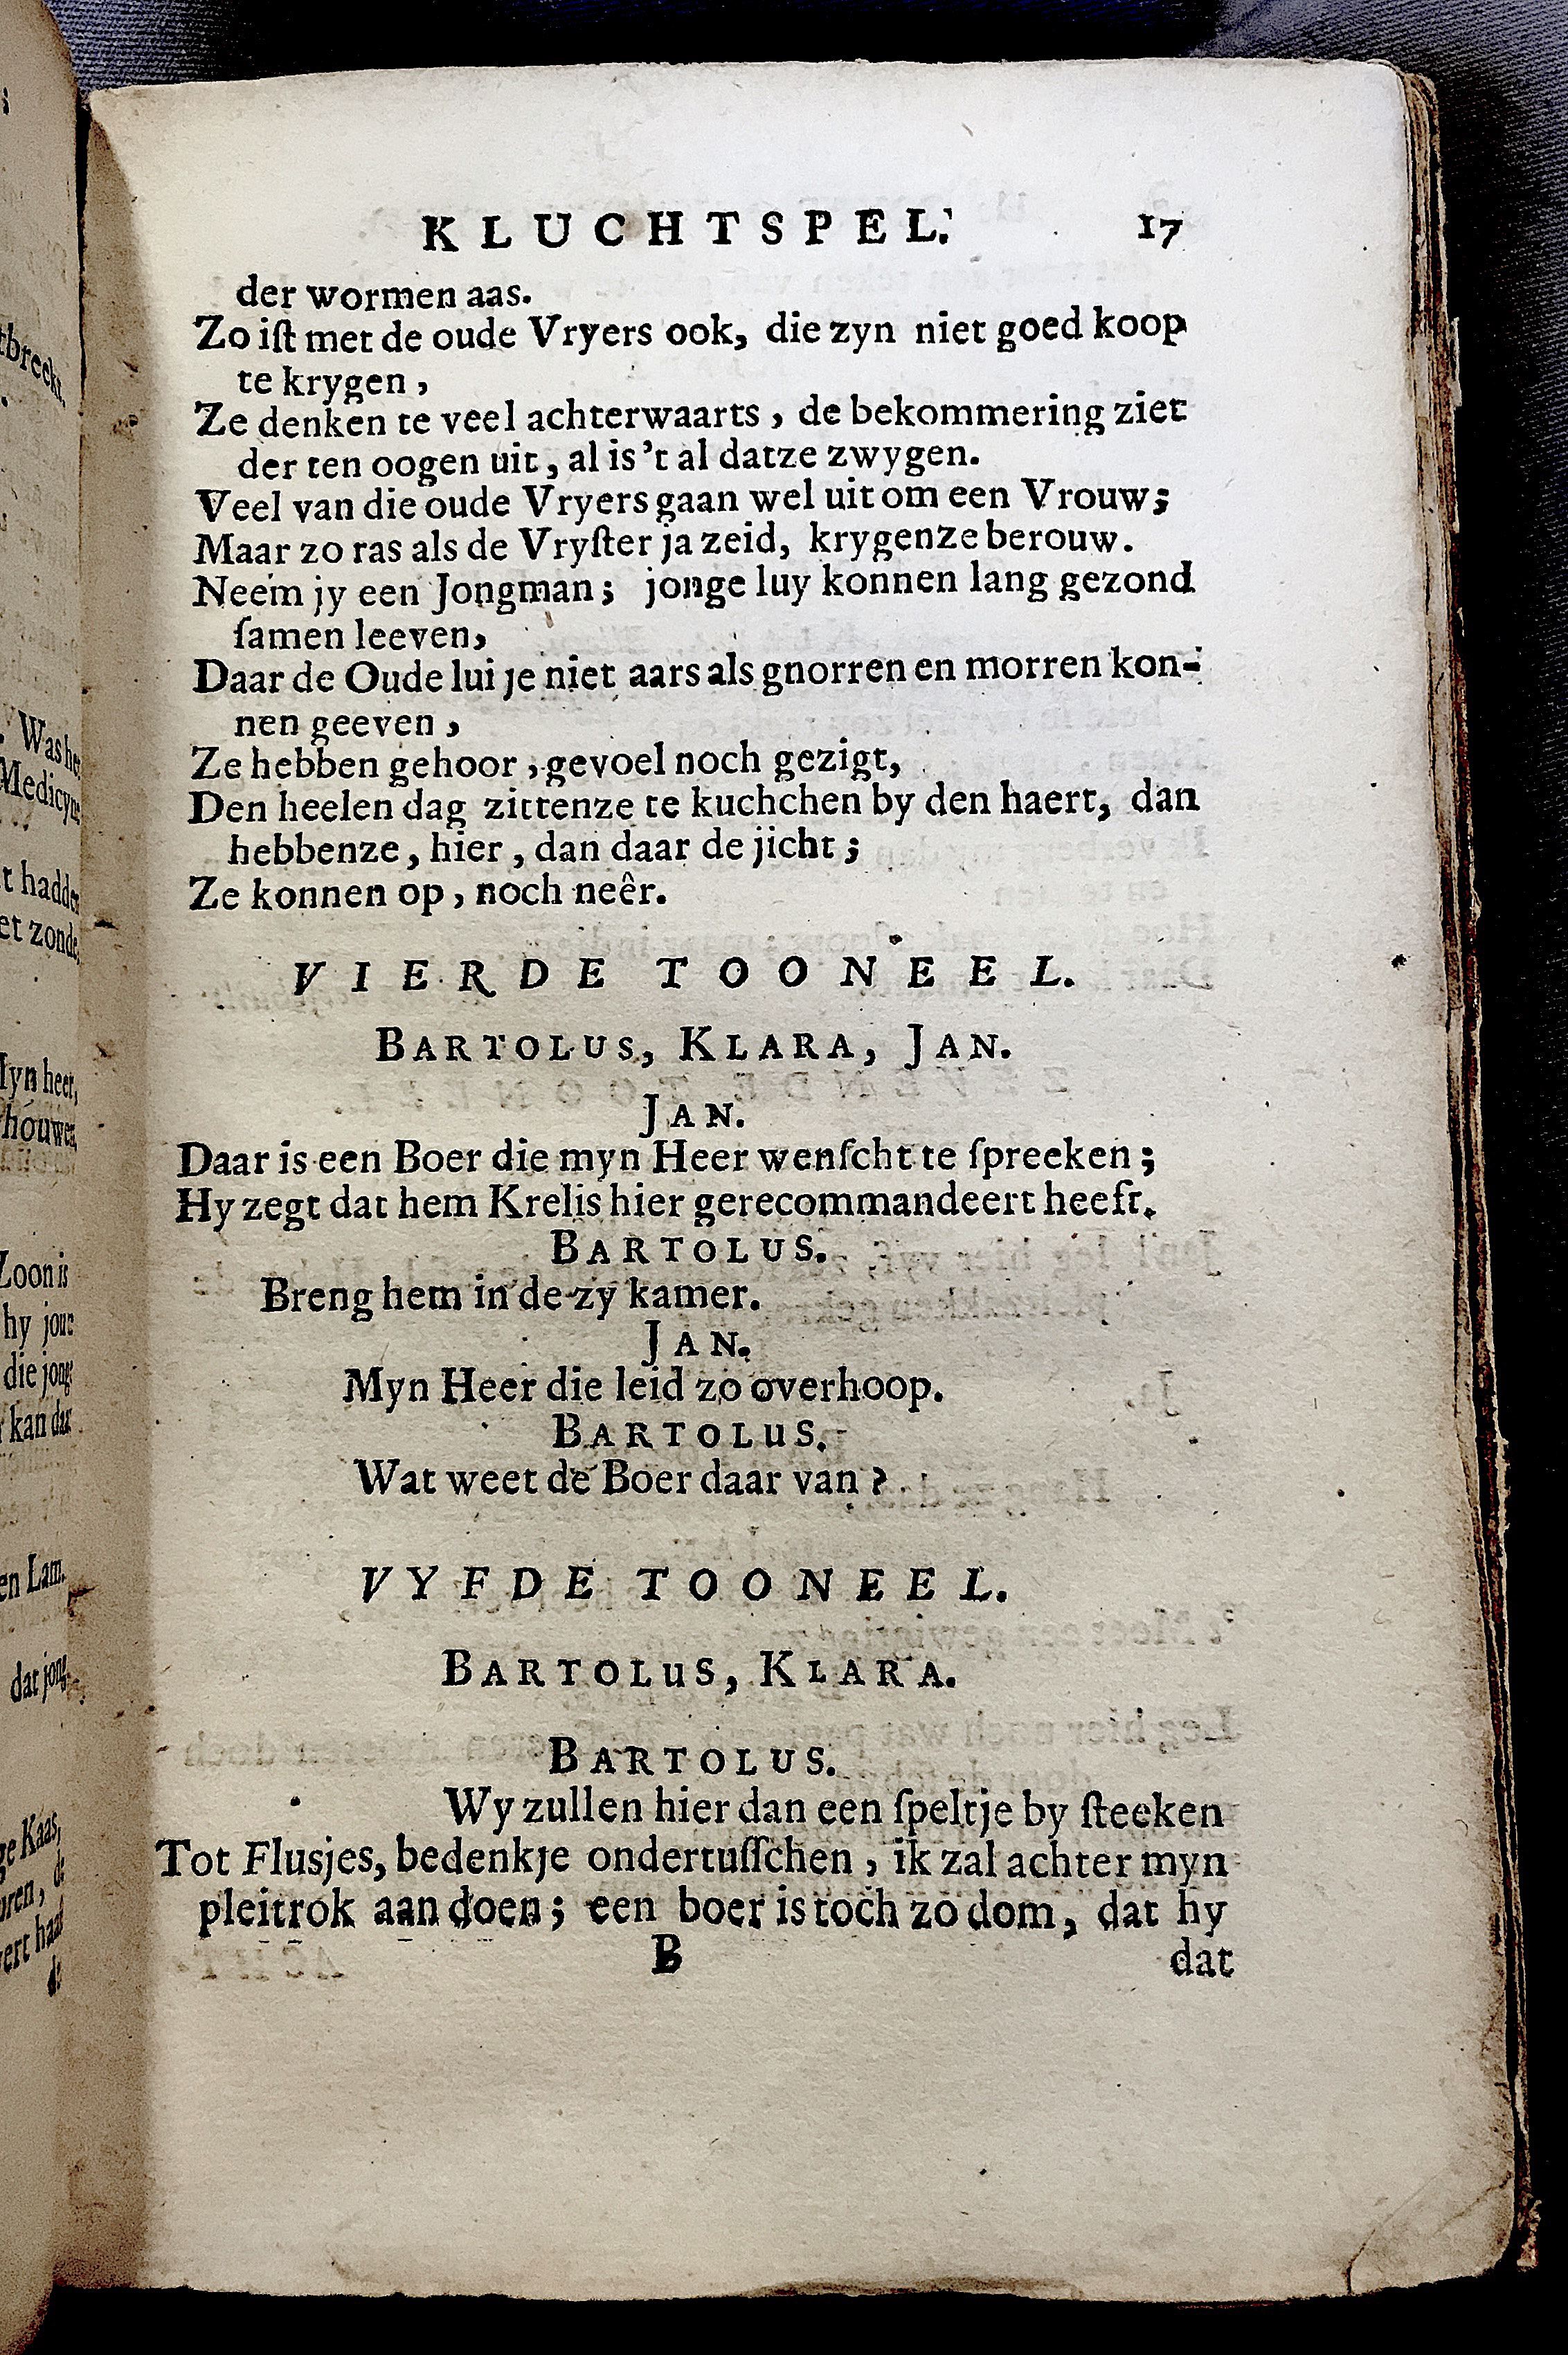 KLUCHTSPEL. 17
der wormen aas.
Zo iſt met de oude Vryers ook, die zyn niet goed koop
te krygen,
Ze denken te veel achterwaarts, de bekommering ziet
der ten oogen uit, al is 't al datze zwygen.
Veel van die oude Vryers gaan wel uit om een Vrouw;
Maar zo ras als de Vryſter ja zeid, krygenze berouw.
Neem jy een Jongman; jonge luy konnen lang gezond
ſamen leeven,
Daar de Oude lui je niet aars als gnorren en morren kon-
nen geeven,
Ze hebben gehoor, gevoel noch gezigt,
Den heelen dag zittenze te kuchchen by den haert, dan
hebbenze, hier, dan daar de jicht;
Ze konnen op, noch neêr.
VIERDE TOONEEL.
BARTOLUS, KLARA, JAN.
JAN.
Daar is een Boer die myn Heer wenſcht te ſpreeken;
Hy zegt dat hem Krelis hier gerecommandeert heeft.
BARTOLUS.
Breng hem in de zy kamer.
JAN.
Myn Heer die leid zo overhoop.
BARTOLUS.
Wat weet de Boer daar van?
VYFDE TOONEEL.
BARTOLUS, KLARA.
BARTOLUS.
Wy zullen hier dan een ſpeltje by ſteeken
Tot Flusjes, bedenkje ondertuſſchen, ik zal achter myn
pleitrok aan doen; een boer is toch zo dom, dat hy
B dat